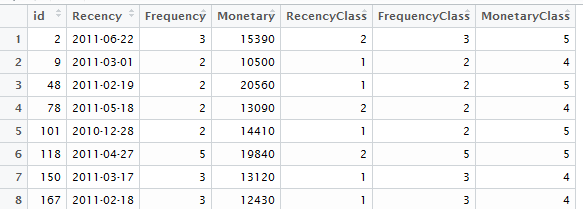 id Recency Frequency Monetary RecencyClass FrequencyClass MonetaryClass
1 2 2011-06-22 3 15390 2 3 5
2 9 2011-03-01 2 10500 1 2 4
3 48 2011-02-19 2 20560 1 2 5
4 78 2011-05-18 2 13090 2 2 4
5 101 2010-12-28 2 14410 1 2 5
6 118 2011-04-27 5 19840 2 5 5
7 150 2011-03-17 3 13120 1 3 4
8 167 2011-02-18 3 12430 1 3 4